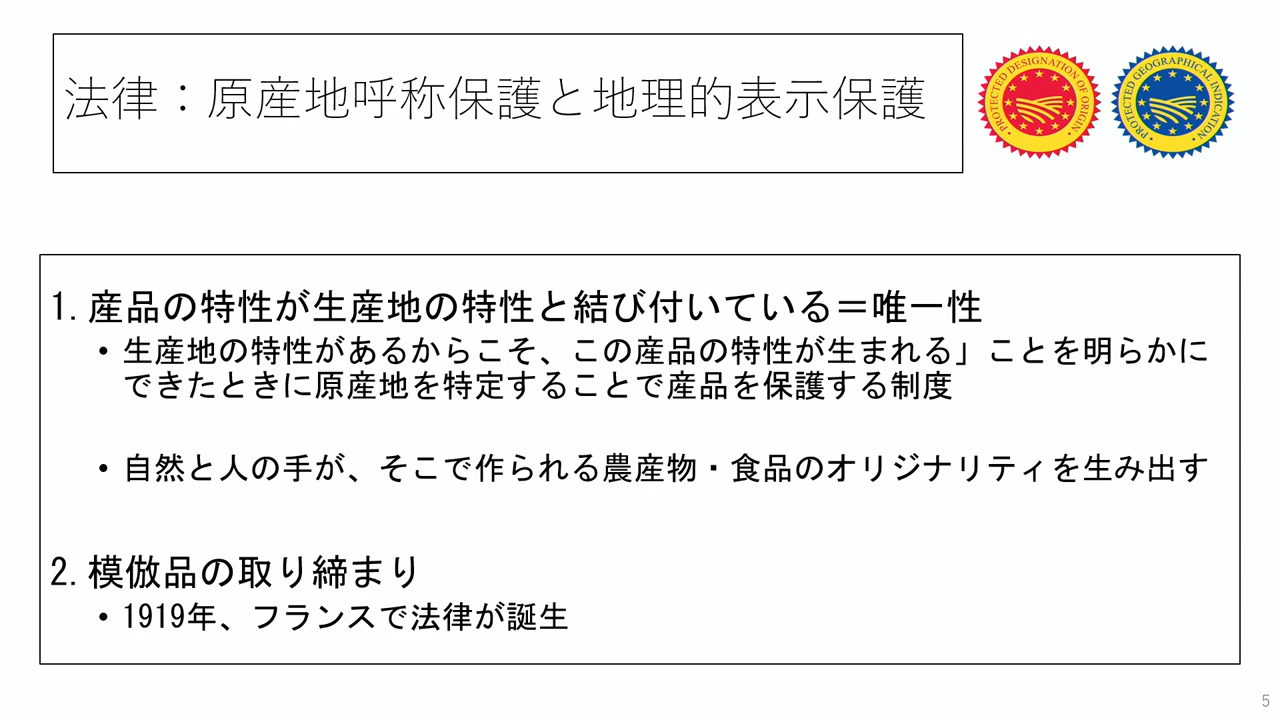 法律：原産地呼称保護と地理的表示保護
PROTECTED DESIGNATION OF ORIGIN
PROTECTED GEOGRAPHICAL INDICATION
1. 産品の特性が生産地の特性と結び付いている＝唯一性
• 生産地の特性があるからこそ、この産品の特性が生まれる」ことを明らかに
できたときに原産地を特定することで産品を保護する制度
• 自然と人の手が、そこで作られる農産物・食品のオリジナリティを生み出す
2. 模倣品の取り締まり
• 1919年、フランスで法律が誕生
5